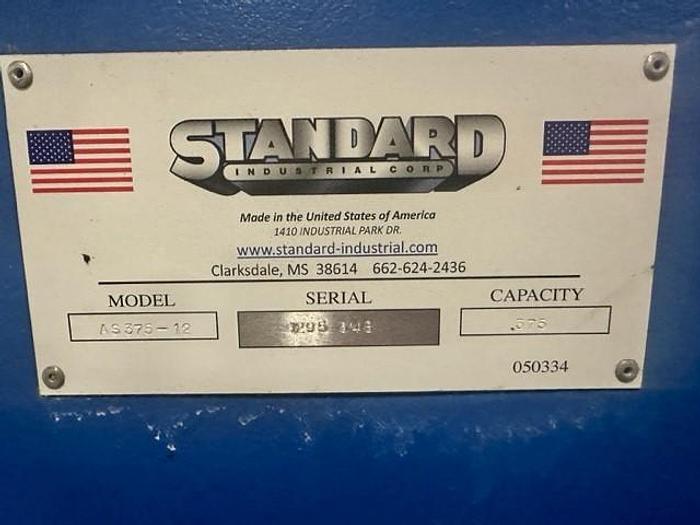 STANDARD
INDUSTRIAL CORP
Made in the United States of America
1410 INDUSTRIAL PARK DR.
www.standard-industrial.com
Clarksdale, MS 38614 662-624-2436
MODEL SERIAL CAPACITY
AS375-12 .375
050334